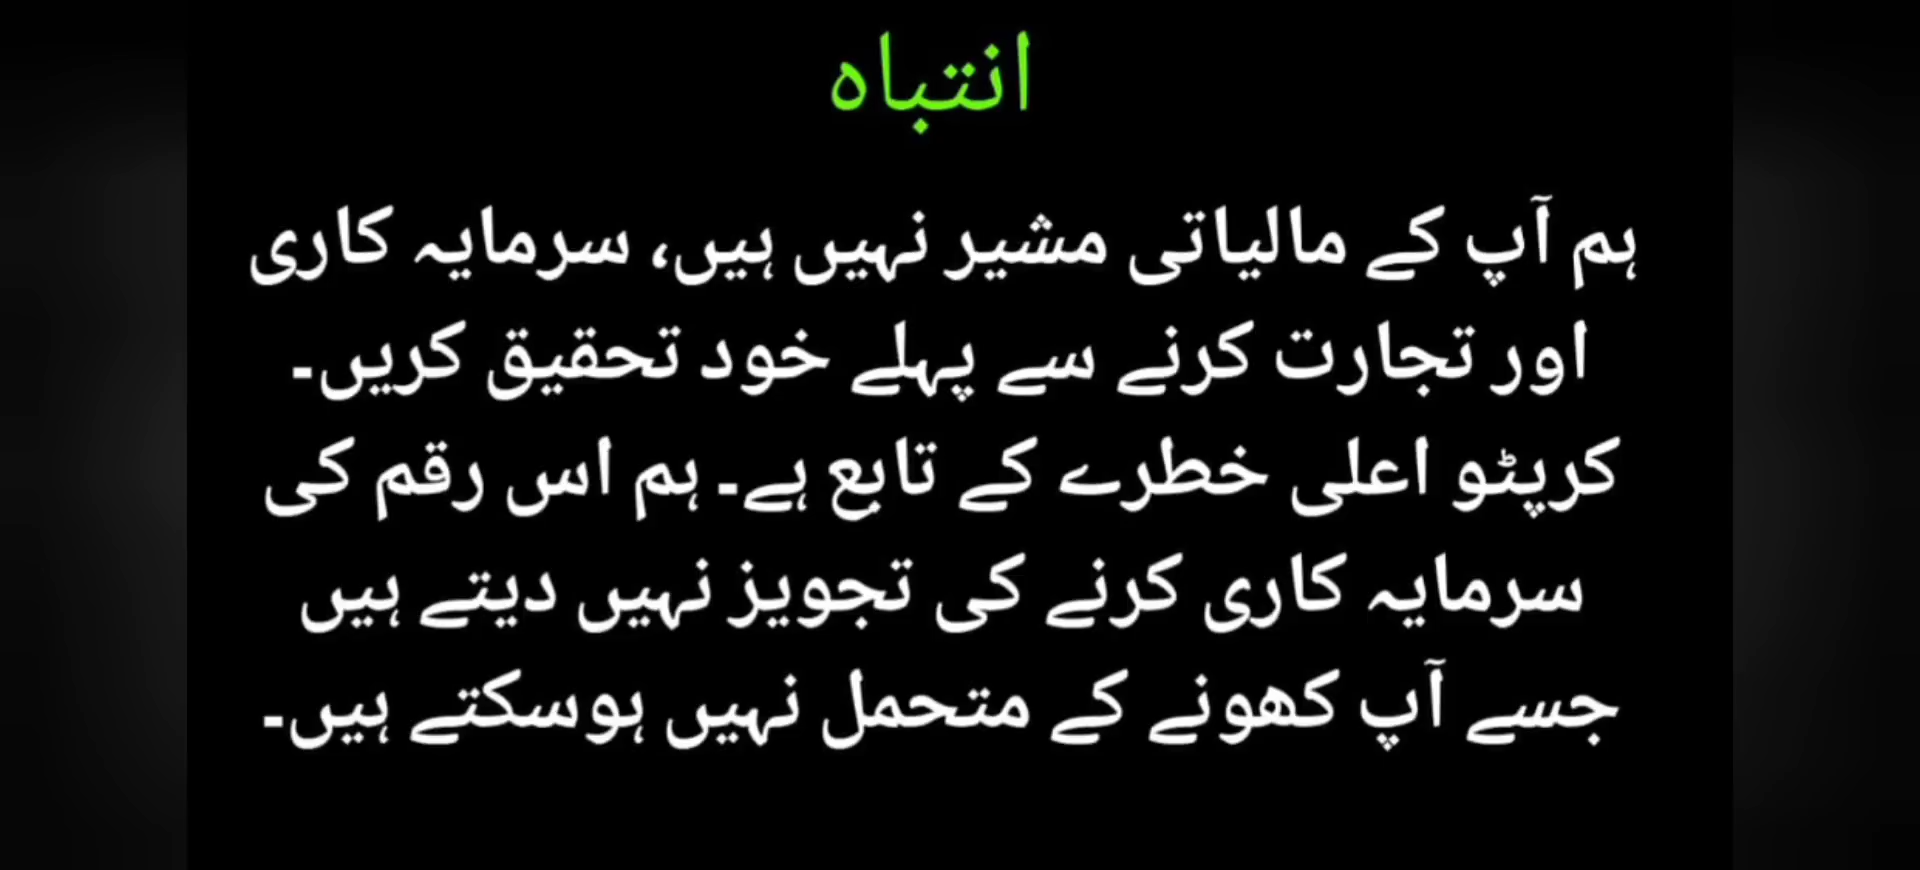 انتباہ
ہم آپ کے مالیاتی مشیر نہیں ہیں، سرمایہ کاری
اور تجارت کرنے سے پہلے خود تحقیق کریں۔
کرپٹو اعلی خطرے کے تابع ہے۔ ہم اس رقم کی
سرمایہ کاری کرنے کی تجویز نہیں دیتے ہیں
جسے آپ کھونے کے متحمل نہیں ہوسکتے ہیں۔